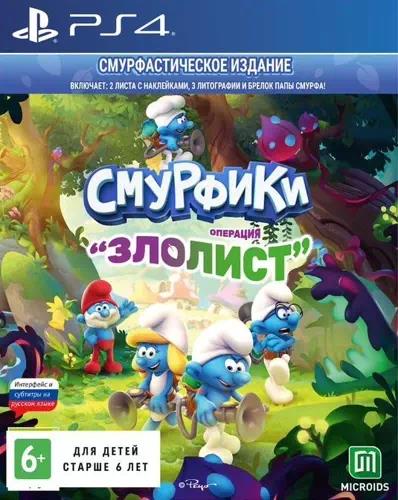 PS4
СМУРФАСТИЧЕСКОЕ ИЗДАНИЕ
ВКЛЮЧАЕТ: 2 ЛИСТА С НАКЛЕЙКАМИ, 3 ЛИТОГРАФИИ И БРЕЛОК ПАПЫ СМУРФА!
СМУРФИКИ
ОПЕРАЦИЯ
"ЗЛОЛИСТ"
Интерфейс и
субтитры на
русском языке
6+
ДЛЯ ДЕТЕЙ
СТАРШЕ 6 ЛЕТ
© Peyo
M
MICROIDS